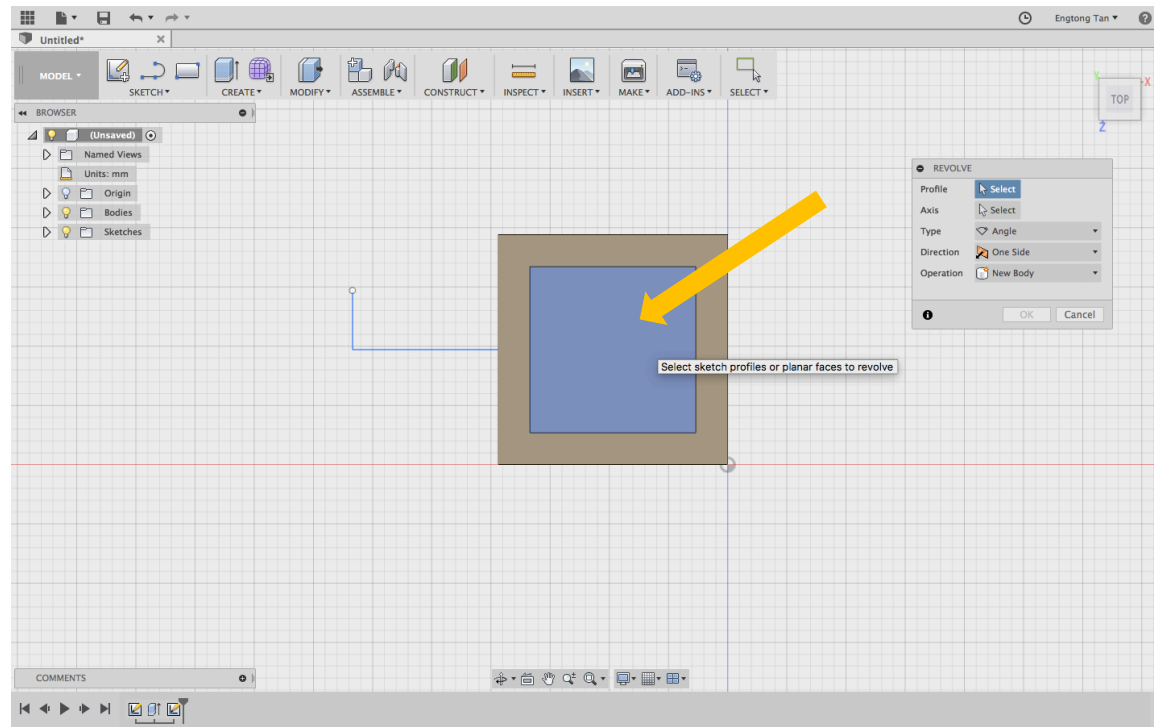 Engtong Tan
Untitled*
MODEL
SKETCH
CREATE
MODIFY
ASSEMBLE
CONSTRUCT
INSPECT
INSERT
MAKE
ADD-INS
SELECT
BROWSER
(Unsaved)
Named Views
Units: mm
Origin
Bodies
Sketches
X
Y
TOP
Z
REVOLVE
Profile Select
Axis Select
Type Angle
Direction One Side
Operation New Body
OK Cancel
Select sketch profiles or planar faces to revolve
COMMENTS